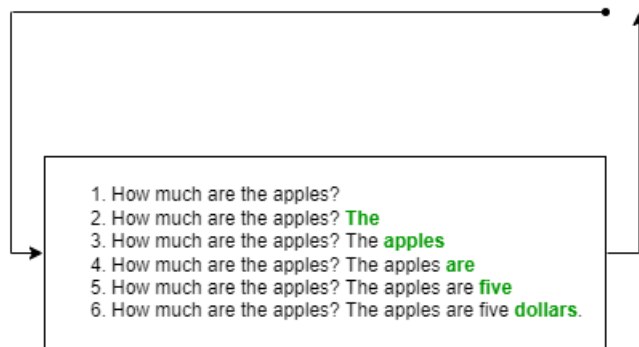 1. How much are the apples?
2. How much are the apples? The
3. How much are the apples? The apples
4. How much are the apples? The apples are
5. How much are the apples? The apples are five
6. How much are the apples? The apples are five dollars.